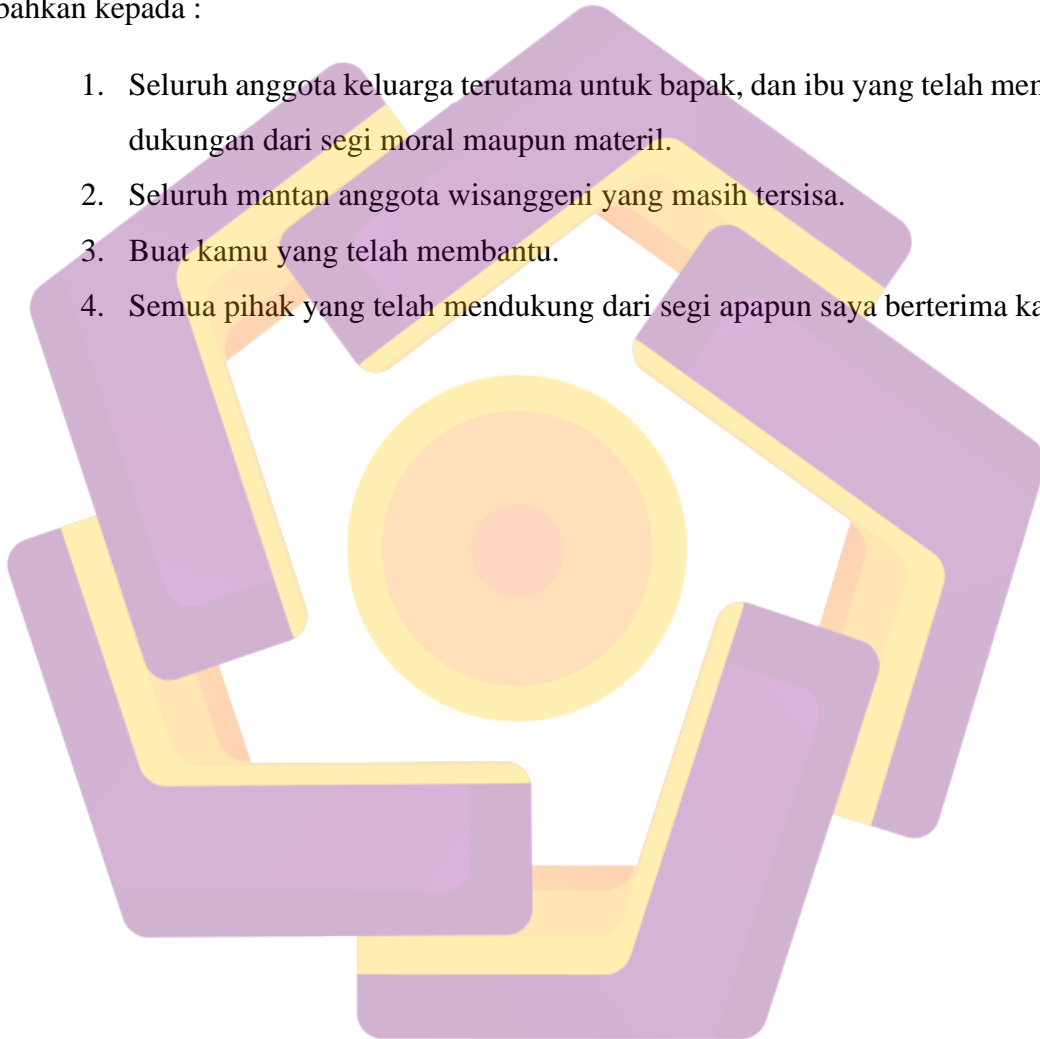 bahkan kepada :
1. Seluruh anggota keluarga terutama untuk bapak, dan ibu yang telah mem
dukungan dari segi moral maupun materil.
2. Seluruh mantan anggota wisanggeni yang masih tersisa.
3. Buat kamu yang telah membantu.
4. Semua pihak yang telah mendukung dari segi apapun saya berterima ka